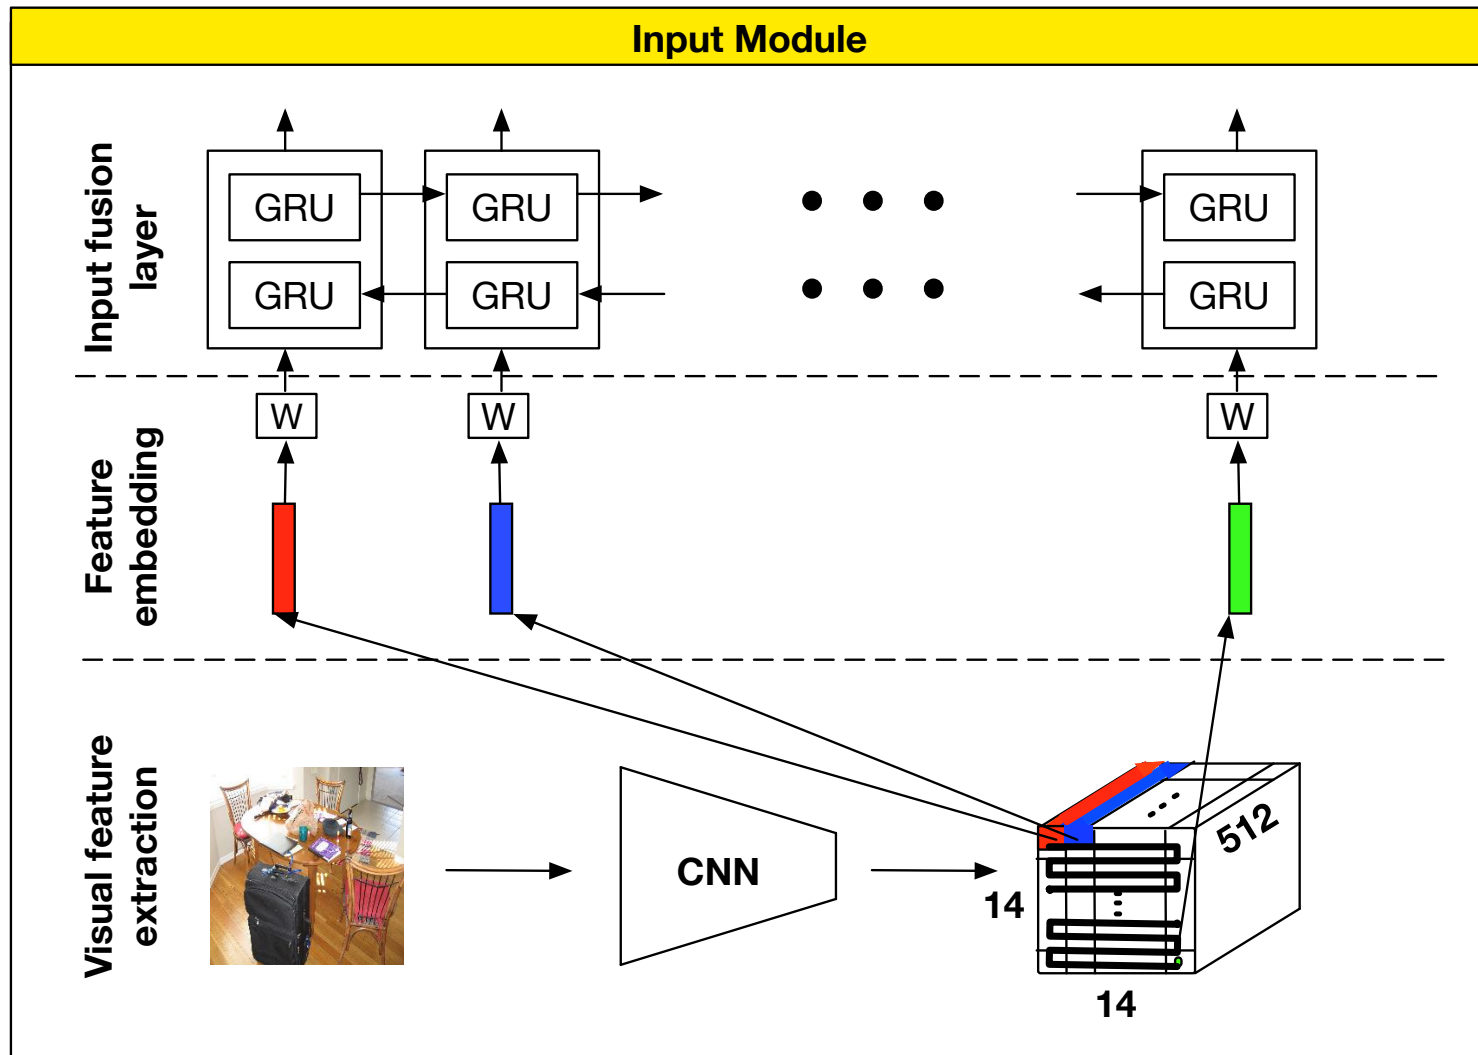 Input Module
Input fusion
layer
GRU
GRU
GRU
GRU
GRU
GRU
Feature
embedding
W
W
W
Visual feature
extraction
CNN
512
14
14